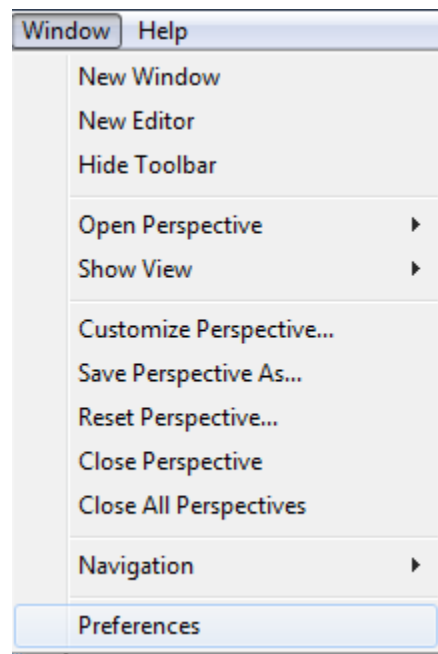 Window Help
New Window
New Editor
Hide Toolbar
Open Perspective
Show View
Customize Perspective...
Save Perspective As...
Reset Perspective...
Close Perspective
Close All Perspectives
Navigation
Preferences